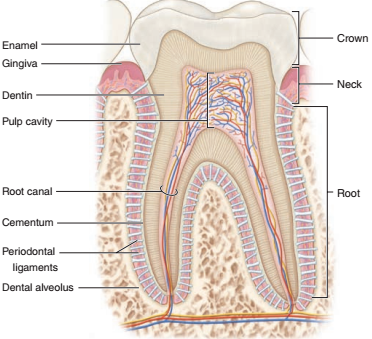 Enamel
Gingiva
Dentin
Pulp cavity
Root canal
Cementum
Periodontal
ligaments
Dental alveolus
Crown
Neck
Root